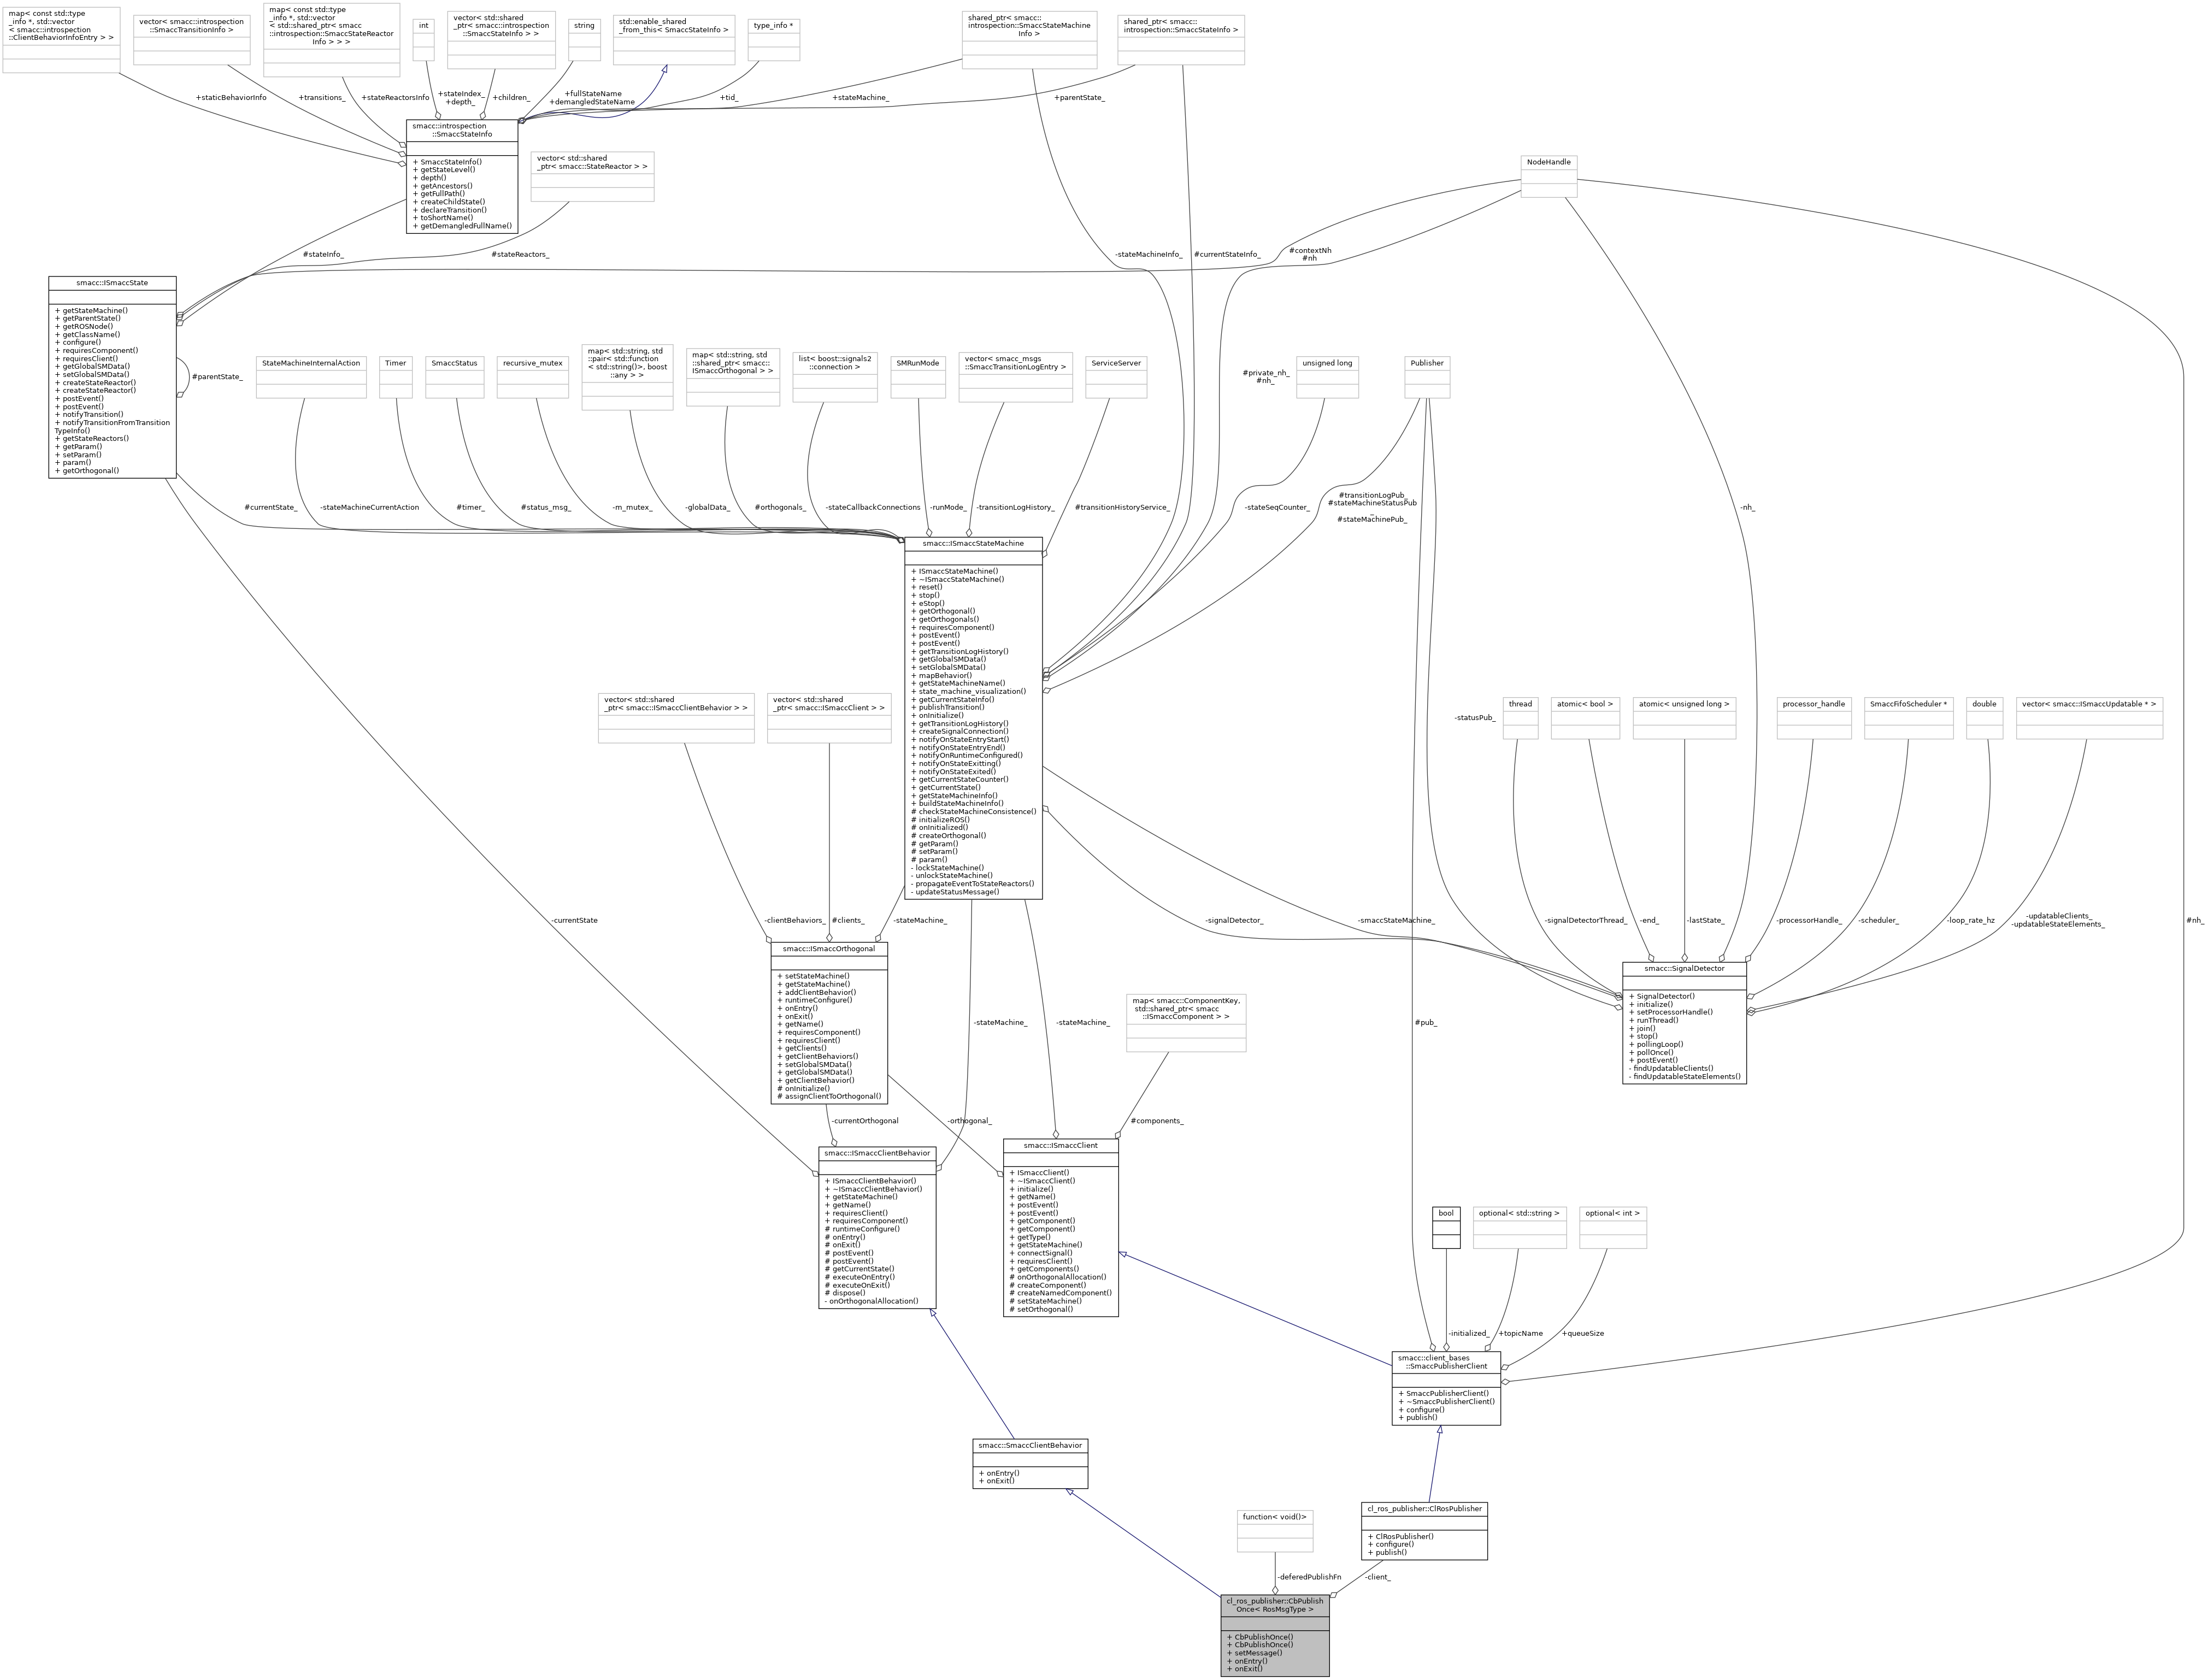 map< const std::type
_info *, std::vector
< smacc::introspection
::ClientBehaviorInfoEntry > >
vector< smacc::introspection
::SmaccTransitionInfo >
map< const std::type
_info *, std::vector
< std::shared_ptr< smacc
::introspection::SmaccStateReactor
Info > > >
int
vector< std::shared
_ptr< smacc::introspection
::SmaccStateInfo > >
string
std::enable_shared
_from_this< SmaccStateInfo >
type_info *
shared_ptr< smacc::
introspection::SmaccStateMachine
Info >
shared_ptr< smacc::
introspection::SmaccStateInfo >
+staticBehaviorInfo
+transitions_
+stateReactorsInfo
+stateIndex_
+depth_
+children_
+fullStateName
+demangledStateName
+tid_
+stateMachine_
+parentState_
smacc::introspection
::SmaccStateInfo
+ SmaccStateInfo()
+ getStateLevel()
+ depth()
+ getAncestors()
+ getFullPath()
+ createChildState()
+ declareTransition()
+ toShortName()
+ getDemangledFullName()
vector< std::shared
_ptr< smacc::StateReactor > >
NodeHandle
#stateInfo_
#stateReactors_
-stateMachineInfo_
#currentStateInfo_
#contextNh
#nh
smacc::ISmaccState
+ getStateMachine()
+ getParentState()
+ getROSNode()
+ getClassName()
+ configure()
+ requiresComponent()
+ requiresClient()
+ getGlobalSMData()
+ setGlobalSMData()
+ createStateReactor()
+ createStateReactor()
+ postEvent()
+ postEvent()
+ notifyTransition()
+ notifyTransitionFromTransition
TypeInfo()
+ getStateReactors()
+ getParam()
+ setParam()
+ param()
+ getOrthogonal()
#parentState_
StateMachineInternalAction
Timer
SmaccStatus
recursive_mutex
map< std::string, std
::pair< std::function
< std::string()>, boost
::any > >
map< std::string, std
::shared_ptr< smacc::
ISmaccOrthogonal > >
list< boost::signals2
::connection >
SMRunMode
vector< smacc_msgs
::SmaccTransitionLogEntry >
ServiceServer
#private_nh_
#nh_
unsigned long
Publisher
#currentState_
-stateMachineCurrentAction
#timer_
#status_msg_
-m_mutex_
-globalData_
#orthogonals_
-stateCallbackConnections
-runMode_
-transitionLogHistory_
#transitionHistoryService_
-stateSeqCounter_
#transitionLogPub_
#stateMachineStatusPub
_
#stateMachinePub_
-nh_
smacc::ISmaccStateMachine
+ ISmaccStateMachine()
+ ~ISmaccStateMachine()
+ reset()
+ stop()
+ eStop()
+ getOrthogonal()
+ getOrthogonals()
+ requiresComponent()
+ postEvent()
+ postEvent()
+ getTransitionLogHistory()
+ getGlobalSMData()
+ setGlobalSMData()
+ mapBehavior()
+ getStateMachineName()
+ state_machine_visualization()
+ getCurrentStateInfo()
+ publishTransition()
+ onInitialize()
+ getTransitionLogHistory()
+ createSignalConnection()
+ notifyOnStateEntryStart()
+ notifyOnStateEntryEnd()
+ notifyOnRuntimeConfigured()
+ notifyOnStateExitting()
+ notifyOnStateExited()
+ getCurrentStateCounter()
+ getCurrentState()
+ getStateMachineInfo()
+ buildStateMachineInfo()
# checkStateMachineConsistence()
# initializeROS()
# onInitialized()
# createOrthogonal()
# getParam()
# setParam()
# param()
- lockStateMachine()
- unlockStateMachine()
- propagateEventToStateReactors()
- updateStatusMessage()
vector< std::shared
_ptr< smacc::ISmaccClientBehavior > >
vector< std::shared
_ptr< smacc::ISmaccClient > >
-statusPub_
thread
atomic< bool >
atomic< unsigned long >
processor_handle
SmaccFifoScheduler *
double
vector< smacc::ISmaccUpdatable * >
-currentState
-clientBehaviors_
#clients_
-stateMachine_
-signalDetector_
-smaccStateMachine_
-signalDetectorThread_
-end_
-lastState_
-processorHandle_
-scheduler_
-loop_rate_hz
-updatableClients_
-updatableStateElements_
#nh_
smacc::ISmaccOrthogonal
+ setStateMachine()
+ getStateMachine()
+ addClientBehavior()
+ runtimeConfigure()
+ onEntry()
+ onExit()
+ getName()
+ requiresComponent()
+ requiresClient()
+ getClients()
+ getClientBehaviors()
+ setGlobalSMData()
+ getGlobalSMData()
+ getClientBehavior()
# onInitialize()
# assignClientToOrthogonal()
smacc::SignalDetector
+ SignalDetector()
+ initialize()
+ setProcessorHandle()
+ runThread()
+ join()
+ stop()
+ pollingLoop()
+ pollOnce()
+ postEvent()
- findUpdatableClients()
- findUpdatableStateElements()
-stateMachine_
-stateMachine_
map< smacc::ComponentKey,
std::shared_ptr< smacc
::ISmaccComponent > >
#pub_
-currentOrthogonal
-orthogonal_
#components_
smacc::ISmaccClientBehavior
+ ISmaccClientBehavior()
+ ~ISmaccClientBehavior()
+ getStateMachine()
+ getName()
+ requiresClient()
+ requiresComponent()
# runtimeConfigure()
# onEntry()
# onExit()
# postEvent()
# postEvent()
# getCurrentState()
# executeOnEntry()
# executeOnExit()
# dispose()
- onOrthogonalAllocation()
smacc::ISmaccClient
+ ISmaccClient()
+ ~ISmaccClient()
+ initialize()
+ getName()
+ postEvent()
+ postEvent()
+ getComponent()
+ getComponent()
+ getType()
+ getStateMachine()
+ connectSignal()
+ requiresClient()
+ getComponents()
# onOrthogonalAllocation()
# createComponent()
# createNamedComponent()
# setStateMachine()
# setOrthogonal()
bool
optional< std::string >
optional< int >
-initialized_
+topicName
+queueSize
smacc::client_bases
::SmaccPublisherClient
+ SmaccPublisherClient()
+ ~SmaccPublisherClient()
+ configure()
+ publish()
smacc::SmaccClientBehavior
+ onEntry()
+ onExit()
function< void()>
cl_ros_publisher::ClRosPublisher
+ ClRosPublisher()
+ configure()
+ publish()
-deferedPublishFn
-client_
cl_ros_publisher::CbPublish
Once< RosMsgType >
+ CbPublishOnce()
+ CbPublishOnce()
+ setMessage()
+ onEntry()
+ onExit()